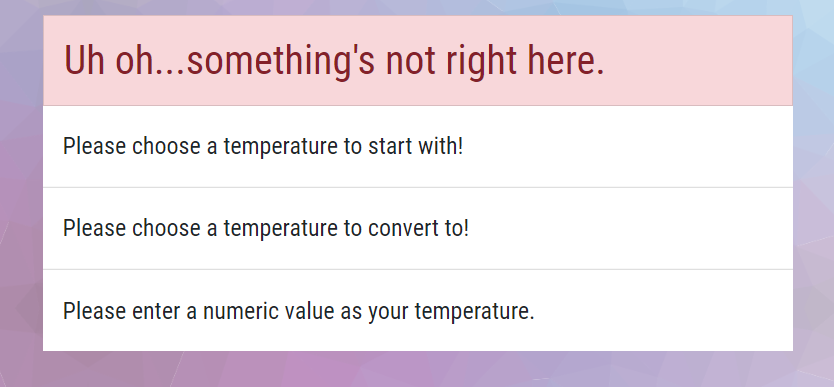 Uh oh...something's not right here.
Please choose a temperature to start with!
Please choose a temperature to convert to!
Please enter a numeric value as your temperature.